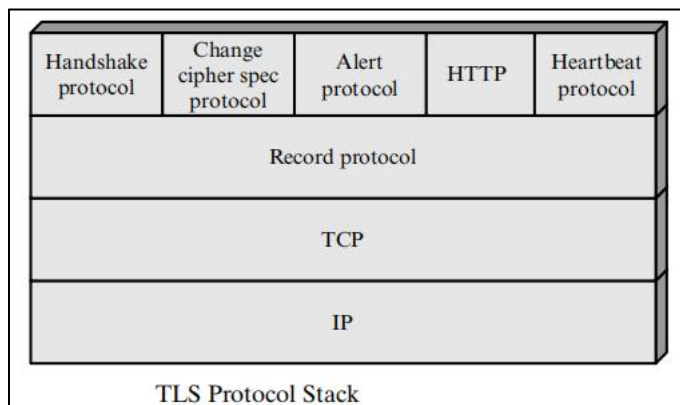 Handshake
protocol
Change
cipher spec
protocol
Alert
protocol
HTTP
Heartbeat
protocol
Record protocol
TCP
IP
TLS Protocol Stack